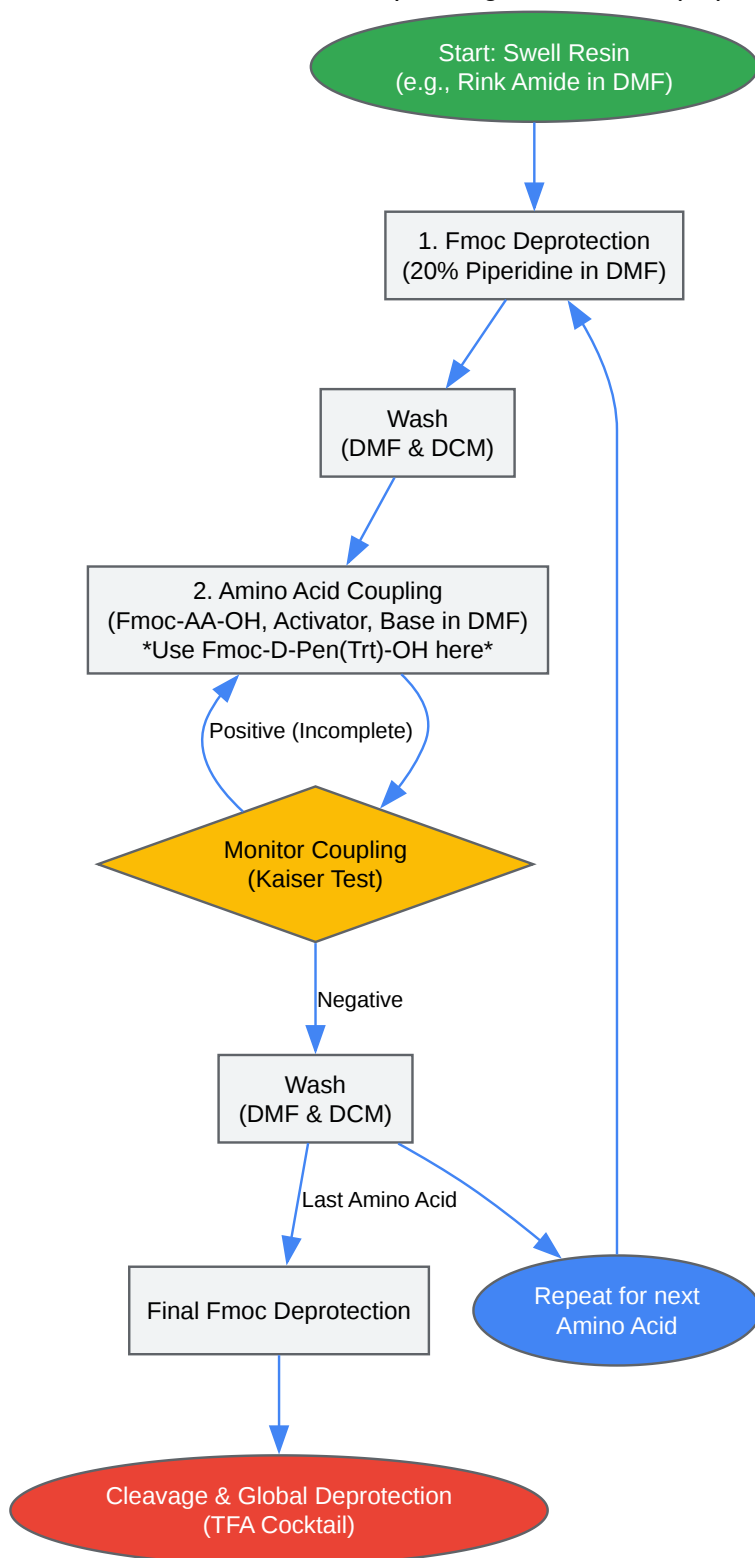 Start: Swell Resin
(e.g., Rink Amide in DMF)
1. Fmoc Deprotection
(20% Piperidine in DMF)
Wash
(DMF & DCM)
2. Amino Acid Coupling
(Fmoc-AA-OH, Activator, Base in DMF)
*Use Fmoc-D-Pen(Trt)-OH here*
Positive (Incomplete)
Monitor Coupling
(Kaiser Test)
Negative
Wash
(DMF & DCM)
Last Amino Acid
Final Fmoc Deprotection
Repeat for next
Amino Acid
Cleavage & Global Deprotection
(TFA Cocktail)